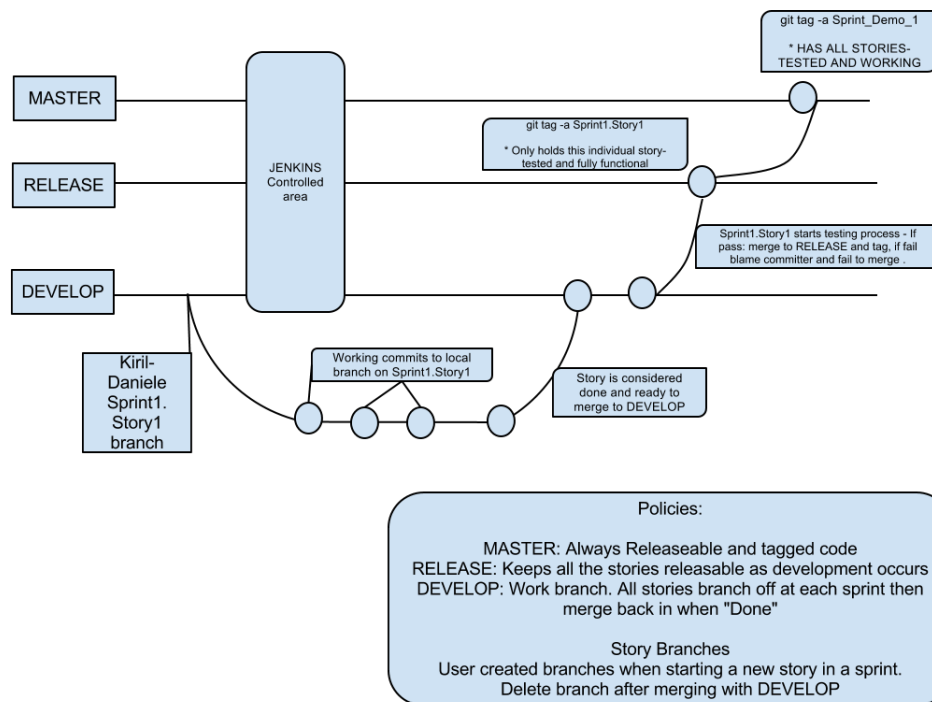 git tag -a Sprint_Demo_1
* HAS ALL STORIES-
TESTED AND WORKING
MASTER
git tag -a Sprint1.Story1
* Only holds this individual story-
tested and fully functional
JENKINS
Controlled
area
RELEASE
Sprint1.Story1 starts testing process - If
pass: merge to RELEASE and tag, if fail
blame committer and fail to merge .
DEVELOP
Kiril-
Daniele
Sprint1.
Story1
branch
Working commits to local
branch on Sprint1.Story1
Story is considered
done and ready to
merge to DEVELOP
Policies:
MASTER: Always Releaseable and tagged code
RELEASE: Keeps all the stories releasable as development occurs
DEVELOP: Work branch. All stories branch off at each sprint then
merge back in when "Done"
Story Branches
User created branches when starting a new story in a sprint.
Delete branch after merging with DEVELOP